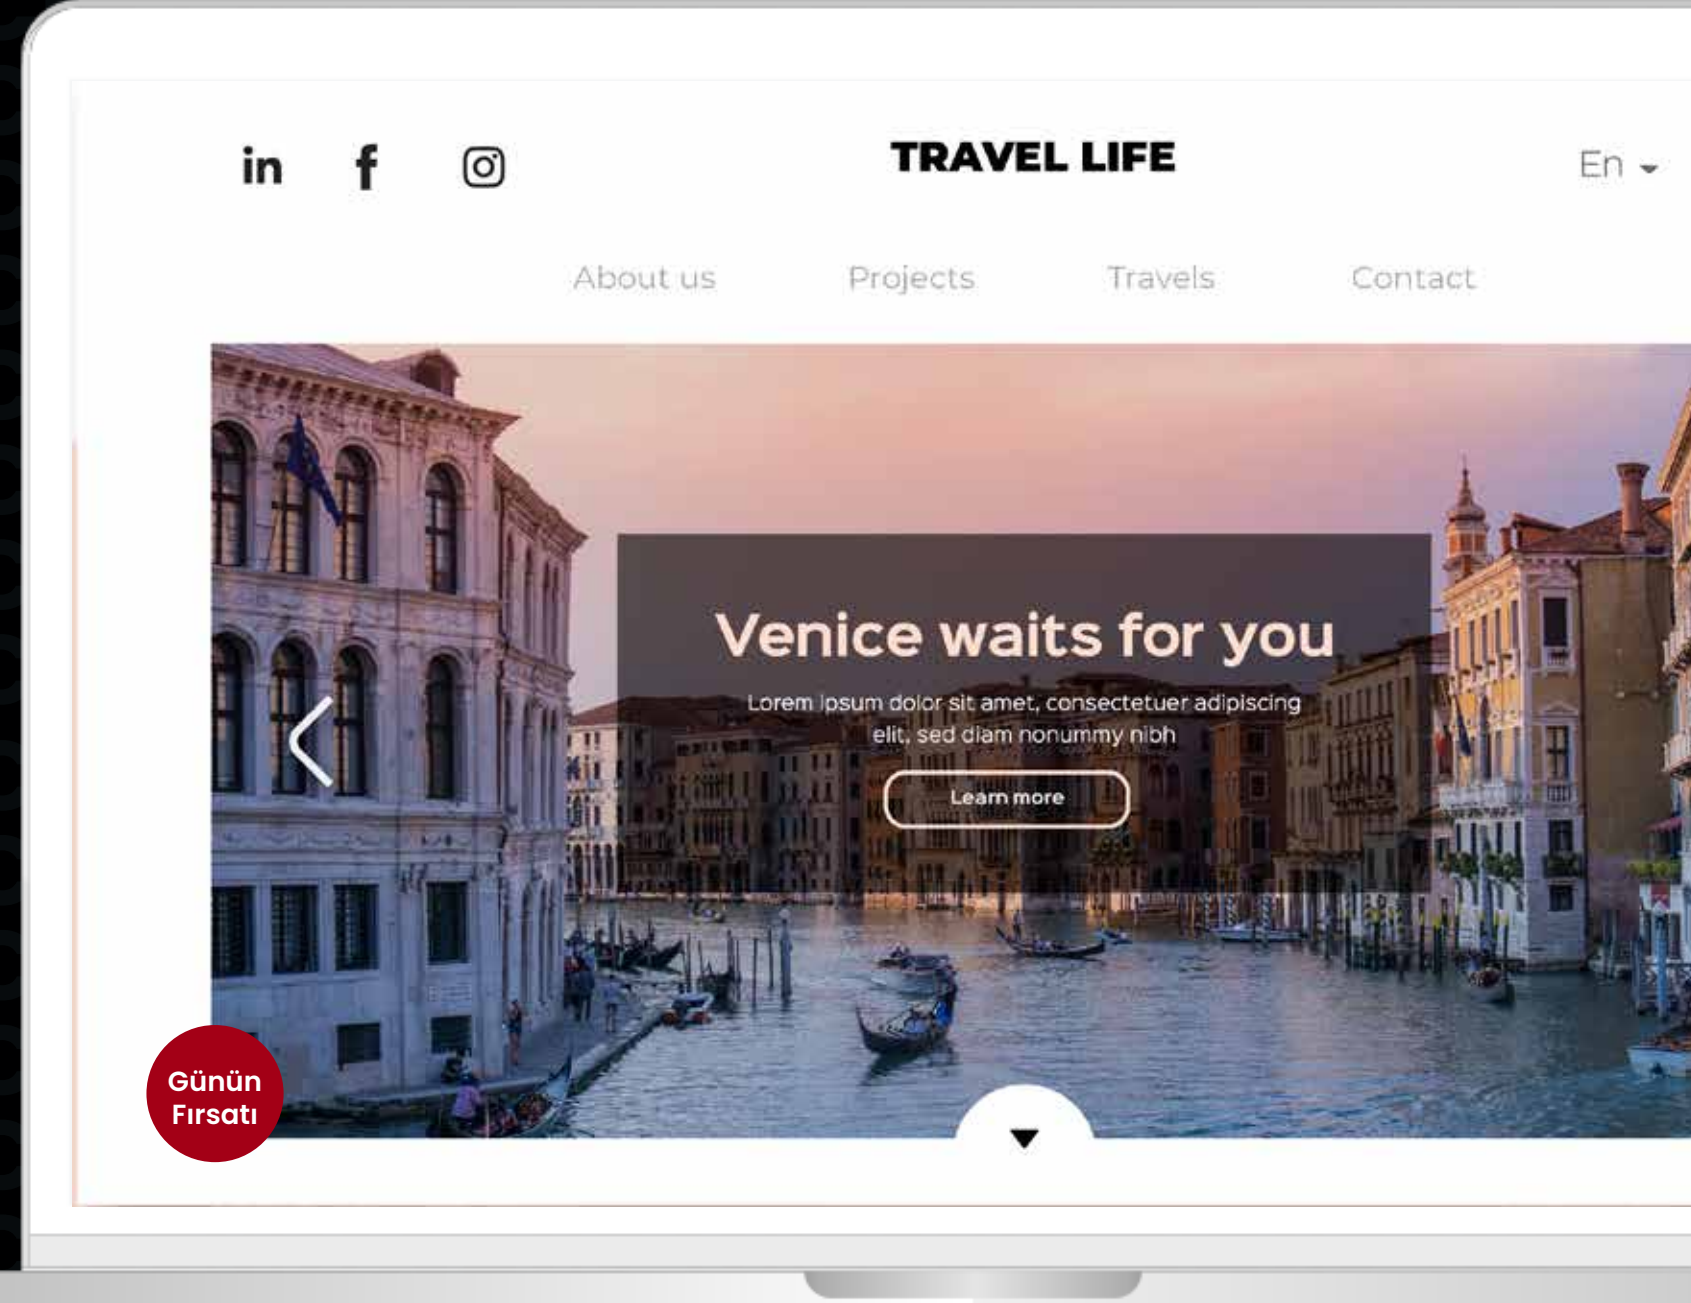 in f
TRAVEL LIFE
En
About us Projects Travels Contact
Venice waits for you
Lorem ipsum dolor sit amet, consectetuer adipiscing
elit, sed diam nonummy nibh
Learn more
Günün
Fırsatı